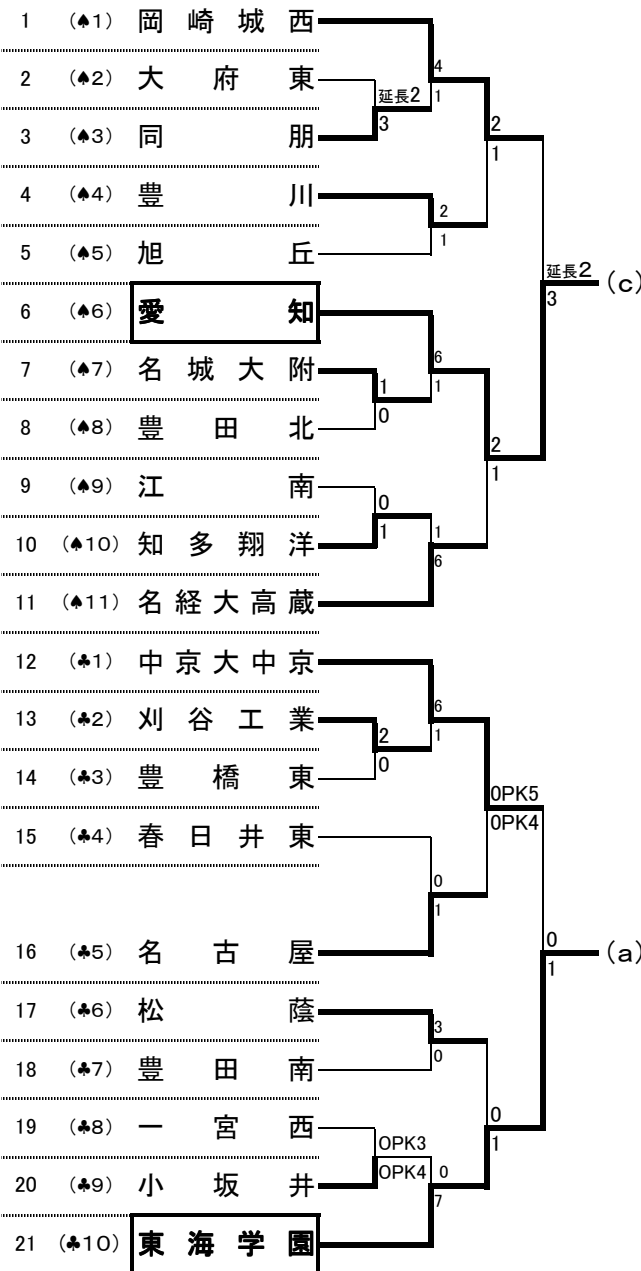 1 (♠1) 岡崎城西
4
2 (♠2) 大府東
延長2 1
3 (♠3) 同朋
3
2
1
4 (♠4) 豊川
2
1
5 (♠5) 旭丘
延長2 (c)
3
6 (♠6) 愛知
6
7 (♠7) 名城大附
1 1
0
8 (♠8) 豊田北
2
1
9 (♠9) 江南
0
1 1
10 (♠10) 知多翔洋
6
11 (♠11) 名経大高蔵
12 (♣1) 中京大中京
6
13 (♣2) 刈谷工業
2 1
0
14 (♣3) 豊橋東
0PK5
0PK4
15 (♣4) 春日井東
0
1
16 (♣5) 名古屋
0 (a)
1
17 (♣6) 松蔭
3
0
18 (♣7) 豊田南
0
1
19 (♣8) 一宮西
0PK3
0PK4 0
20 (♣9) 小坂井
7
21 (♣10) 東海学園